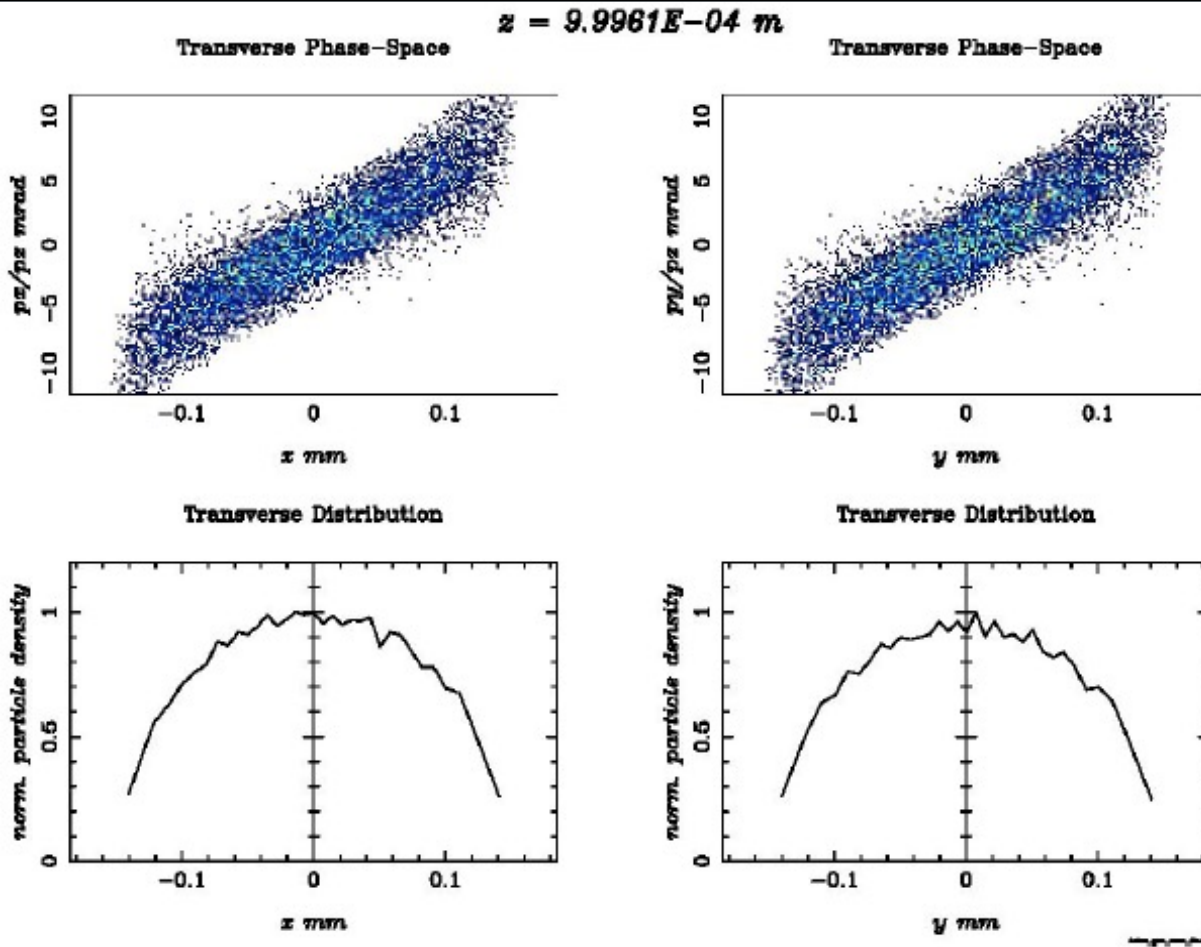 z = 9.9961E-04 m
Transverse Phase-Space
Transverse Phase-Space
px/pz mrad
10
5
0
-5
-10
-0.1 0 0.1
x mm
py/pz mrad
10
5
0
-5
-10
-0.1 0 0.1
y mm
Transverse Distribution
Transverse Distribution
norm. particle density
1
0.5
0
-0.1 0 0.1
x mm
norm. particle density
1
0.5
0
-0.1 0 0.1
y mm